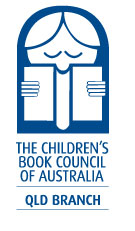 THE CHILDREN'S
BOOK COUNCIL
OF AUSTRALIA
QLD BRANCH